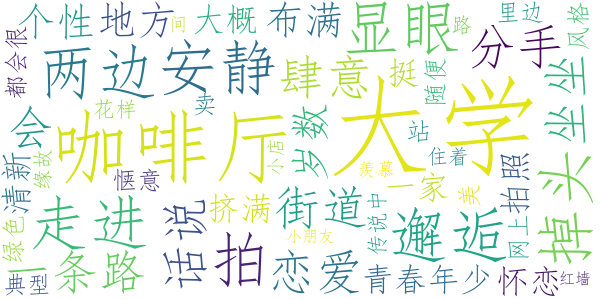 个性
地方
间
大概
布满
显眼
路
里边
风格
都会很
两边
安静
肆意
挺
随便
分手
坐坐
花样
卖
清新
缘故
会
咖啡厅
小店
岁数
大学
站
住着
羡慕
一家
美
拍照
掉头
惬意
绿色
走进
话说
挤满
街道
传说中
邂逅
网上
典型
条路
拍
小朋友
恋爱
青春年少
怀恋
红墙